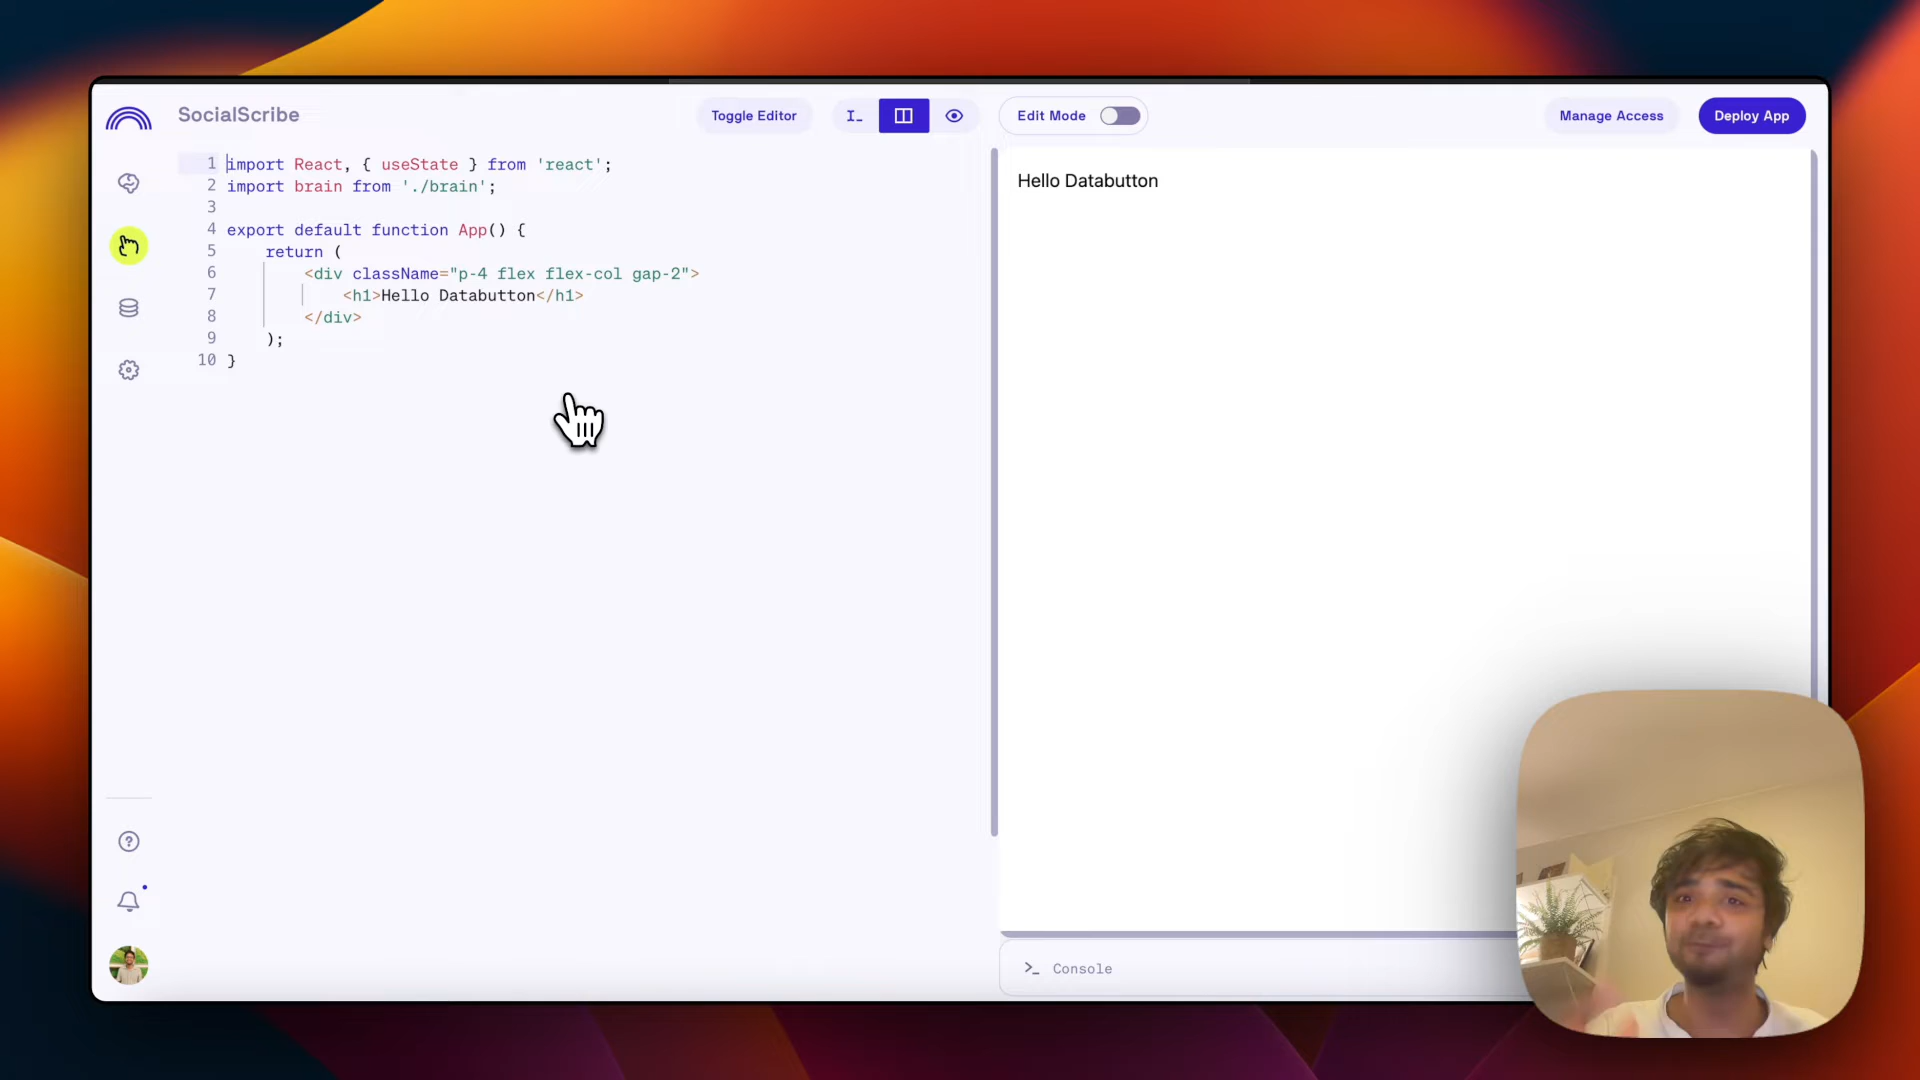 SocialScribe
Toggle Editor
Edit Mode
Manage Access
Deploy App
1 import React, { useState } from 'react';
2 import brain from './brain';
3
4 export default function App() {
5 return (
6 <div className="p-4 flex flex-col gap-2">
7 <h1>Hello Databutton</h1>
8 </div>
9 );
10 }
Hello Databutton
>_ Console